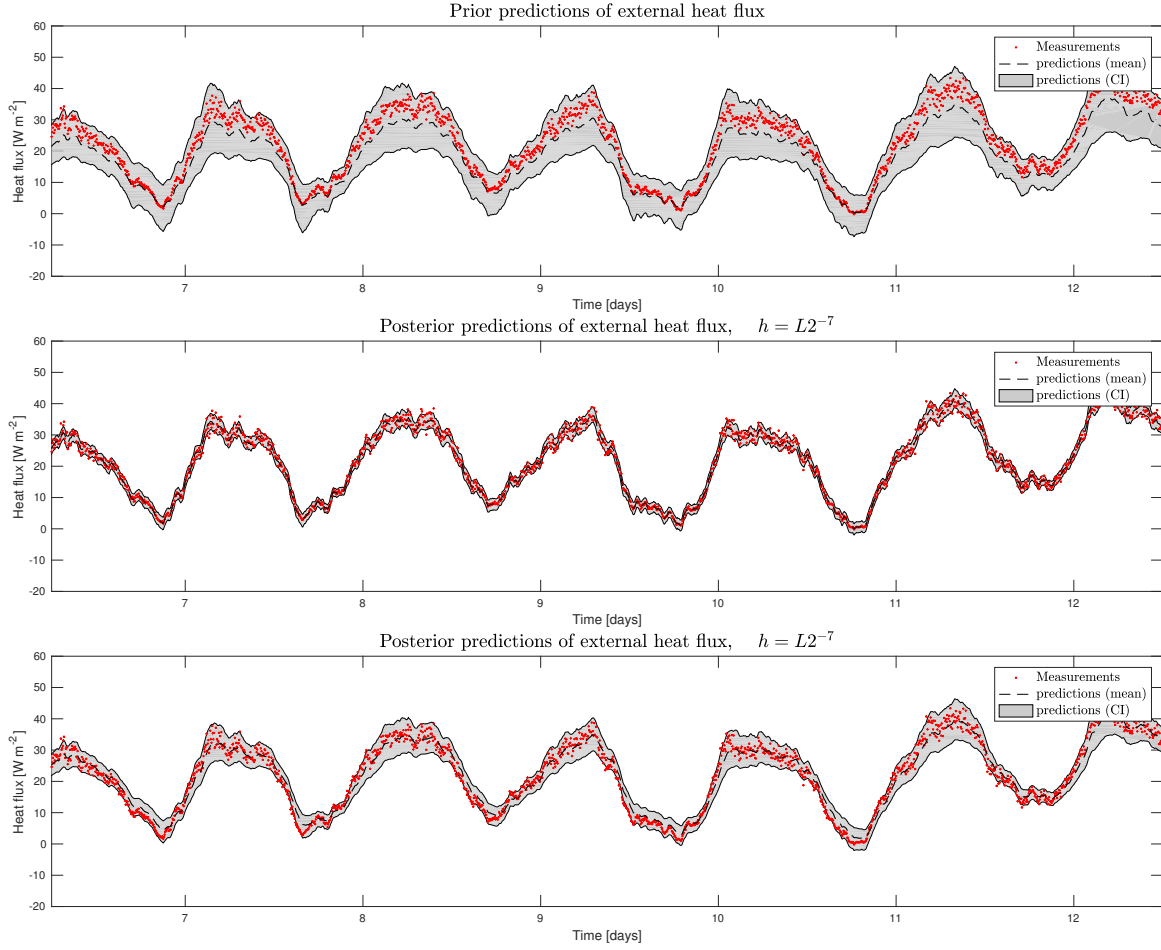 Prior predictions of external heat flux
60
50
40
30
20
10
0
-10
-20
Heat flux [W m⁻²]
Measurements
predictions (mean)
predictions (CI)
7 8 9 10 11 12
Time [days]
Posterior predictions of external heat flux, h = L2⁻⁷
60
50
40
30
20
10
0
-10
-20
Heat flux [W m⁻²]
Measurements
predictions (mean)
predictions (CI)
7 8 9 10 11 12
Time [days]
Posterior predictions of external heat flux, h = L2⁻⁷
60
50
40
30
20
10
0
-10
-20
Heat flux [W m⁻²]
Measurements
predictions (mean)
predictions (CI)
7 8 9 10 11 12
Time [days]